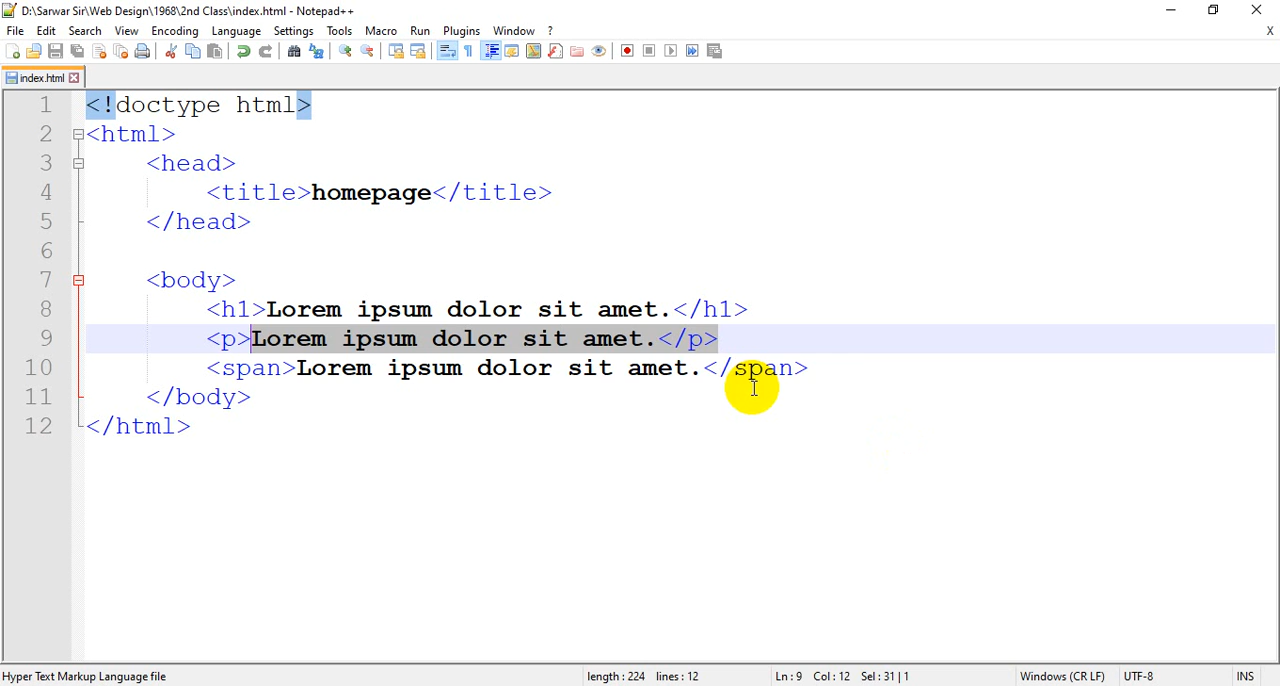 D:\Sarwar Sir\Web Design\1968\2nd Class\index.html - Notepad++
File Edit Search View Encoding Language Settings Tools Macro Run Plugins Window ? X
index.html
1 <!doctype html>
2 <html>
3 <head>
4 <title>homepage</title>
5 </head>
6
7 <body>
8 <h1>Lorem ipsum dolor sit amet.</h1>
9 <p>Lorem ipsum dolor sit amet.</p>
10 <span>Lorem ipsum dolor sit amet.</span>
11 </body>
12 </html>
Hyper Text Markup Language file length : 224 lines : 12 Ln : 9 Col : 12 Sel : 31 | 1 Windows (CR LF) UTF-8 INS